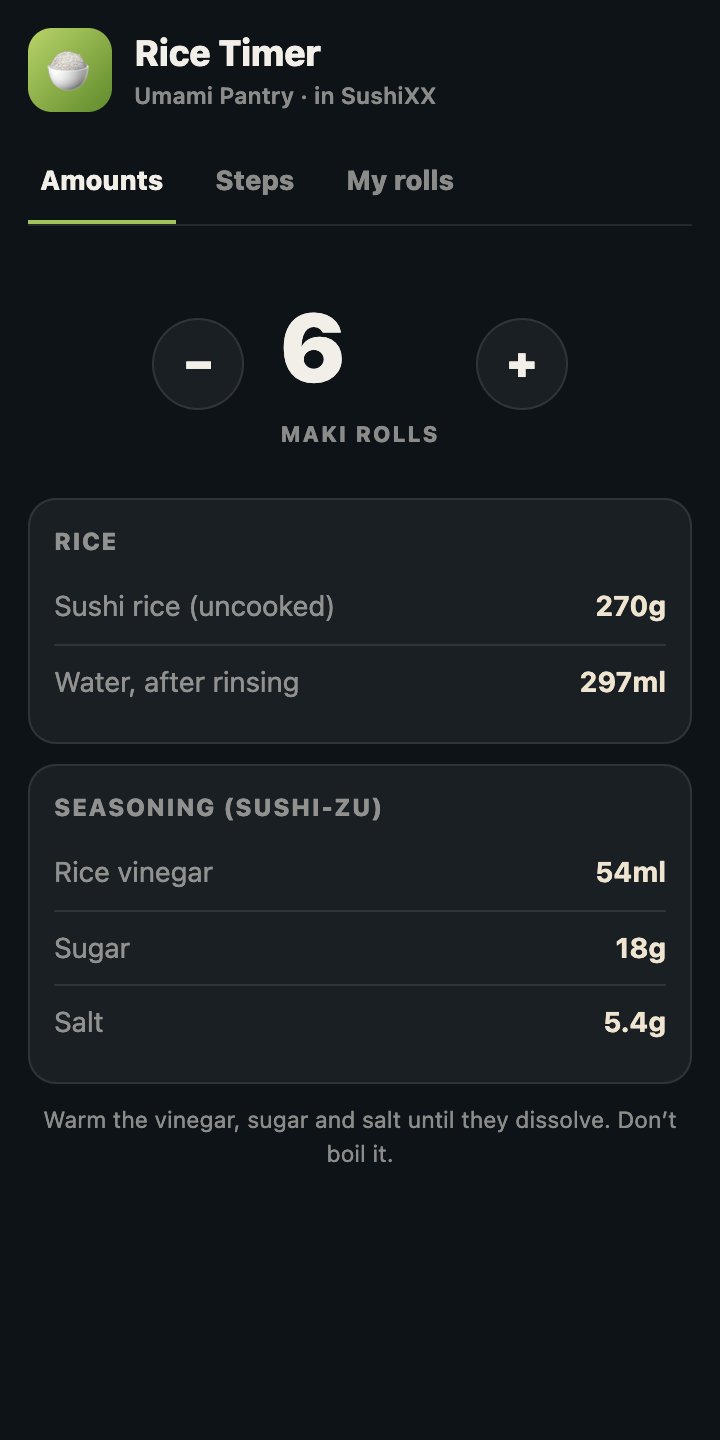 Rice Timer
Umami Pantry · in SushiXX
Amounts Steps My rolls
− 6 +
MAKI ROLLS
RICE
Sushi rice (uncooked) 270g
Water, after rinsing 297ml
SEASONING (SUSHI-ZU)
Rice vinegar 54ml
Sugar 18g
Salt 5.4g
Warm the vinegar, sugar and salt until they dissolve. Don’t
boil it.